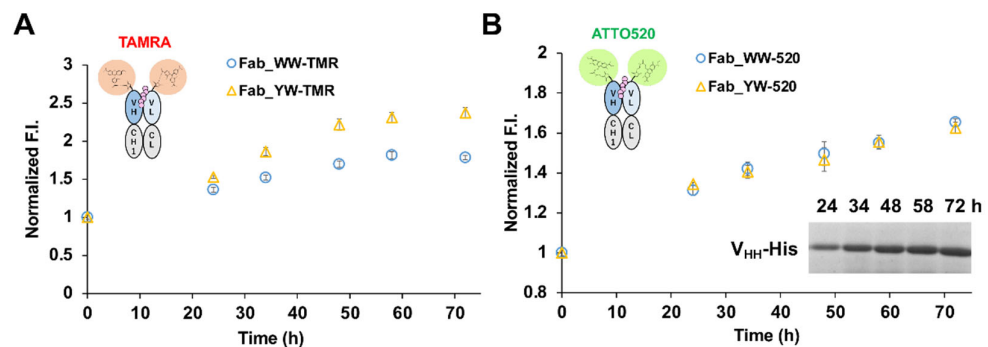 A
TAMRA
Fab_WW-TMR
Fab_YW-TMR
VH
VL
CH1
CL
Normalized F.I.
3
2.5
2
1.5
1
0.5
0
0 10 20 30 40 50 60 70
Time (h)
B
ATTO520
Fab_WW-520
Fab_YW-520
VH
VL
CH1
CL
Normalized F.I.
2
1.8
1.6
1.4
1.2
1
0.8
24 34 48 58 72 h
VHH-His
0 10 20 30 40 50 60 70
Time (h)